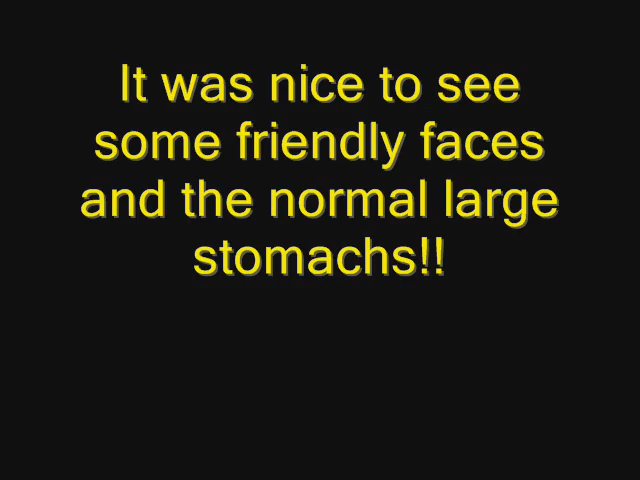 It was nice to see
some friendly faces
and the normal large
stomachs!!